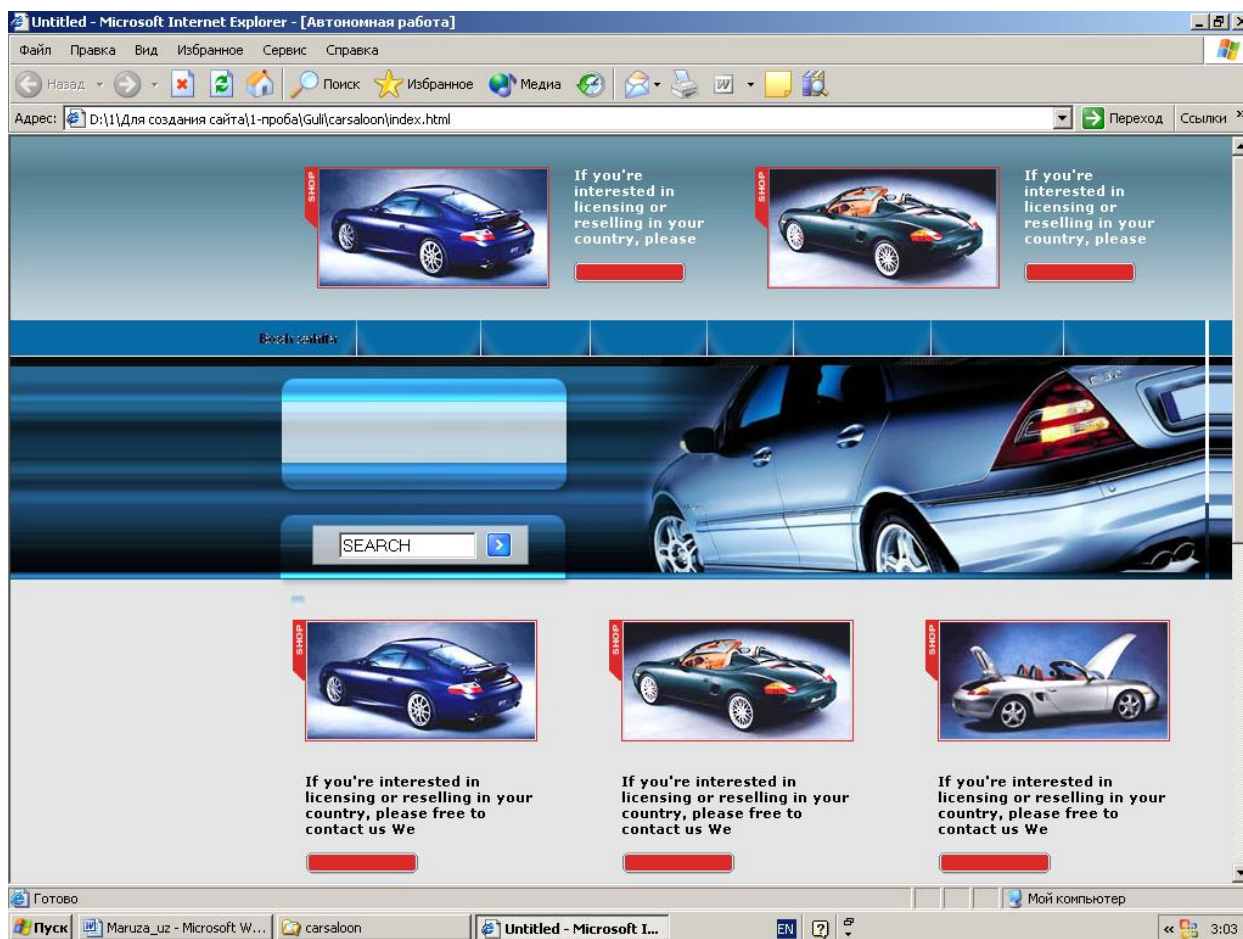 Untitled - Microsoft Internet Explorer - [Автономная работа]
Файл Правка Вид Избранное Сервис Справка
Назад Поиск Избранное Медиа
Адрес: D:\1\Для создания сайта\1-проба\Guli\carsaloon\index.html Переход Ссылки »
SHOP
If you're
interested in
licensing or
reselling in your
country, please
SHOP
If you're
interested in
licensing or
reselling in your
country, please
Bosh sahifa
C 32
SEARCH
SHOP
SHOP
SHOP
If you're interested in
licensing or reselling in your
country, please free to
contact us We
If you're interested in
licensing or reselling in your
country, please free to
contact us We
If you're interested in
licensing or reselling in your
country, please free to
contact us We
Готово Мой компьютер
Пуск Maruza_uz - Microsoft W... carsaloon Untitled - Microsoft I... EN « 3:03